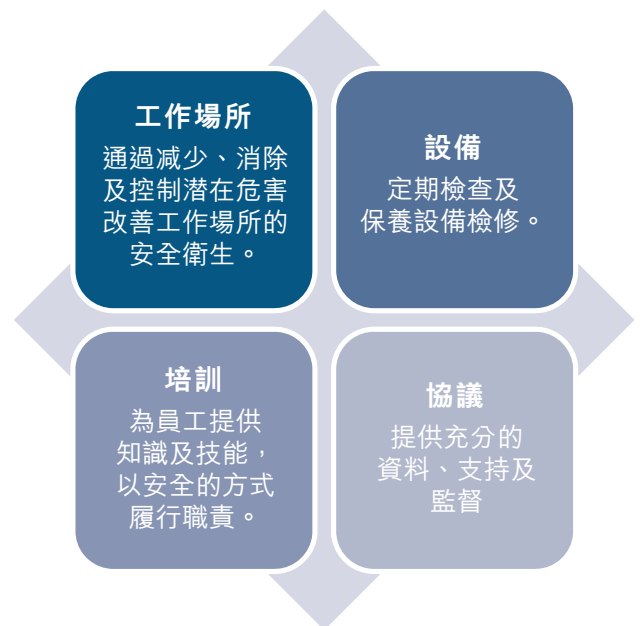 工作場所
通過减少、消除
及控制潜在危害
改善工作場所的
安全衛生。
設備
定期檢查及
保養設備檢修。
培訓
為員工提供
知識及技能，
以安全的方式
履行職責。
協議
提供充分的
資料、支持及
監督